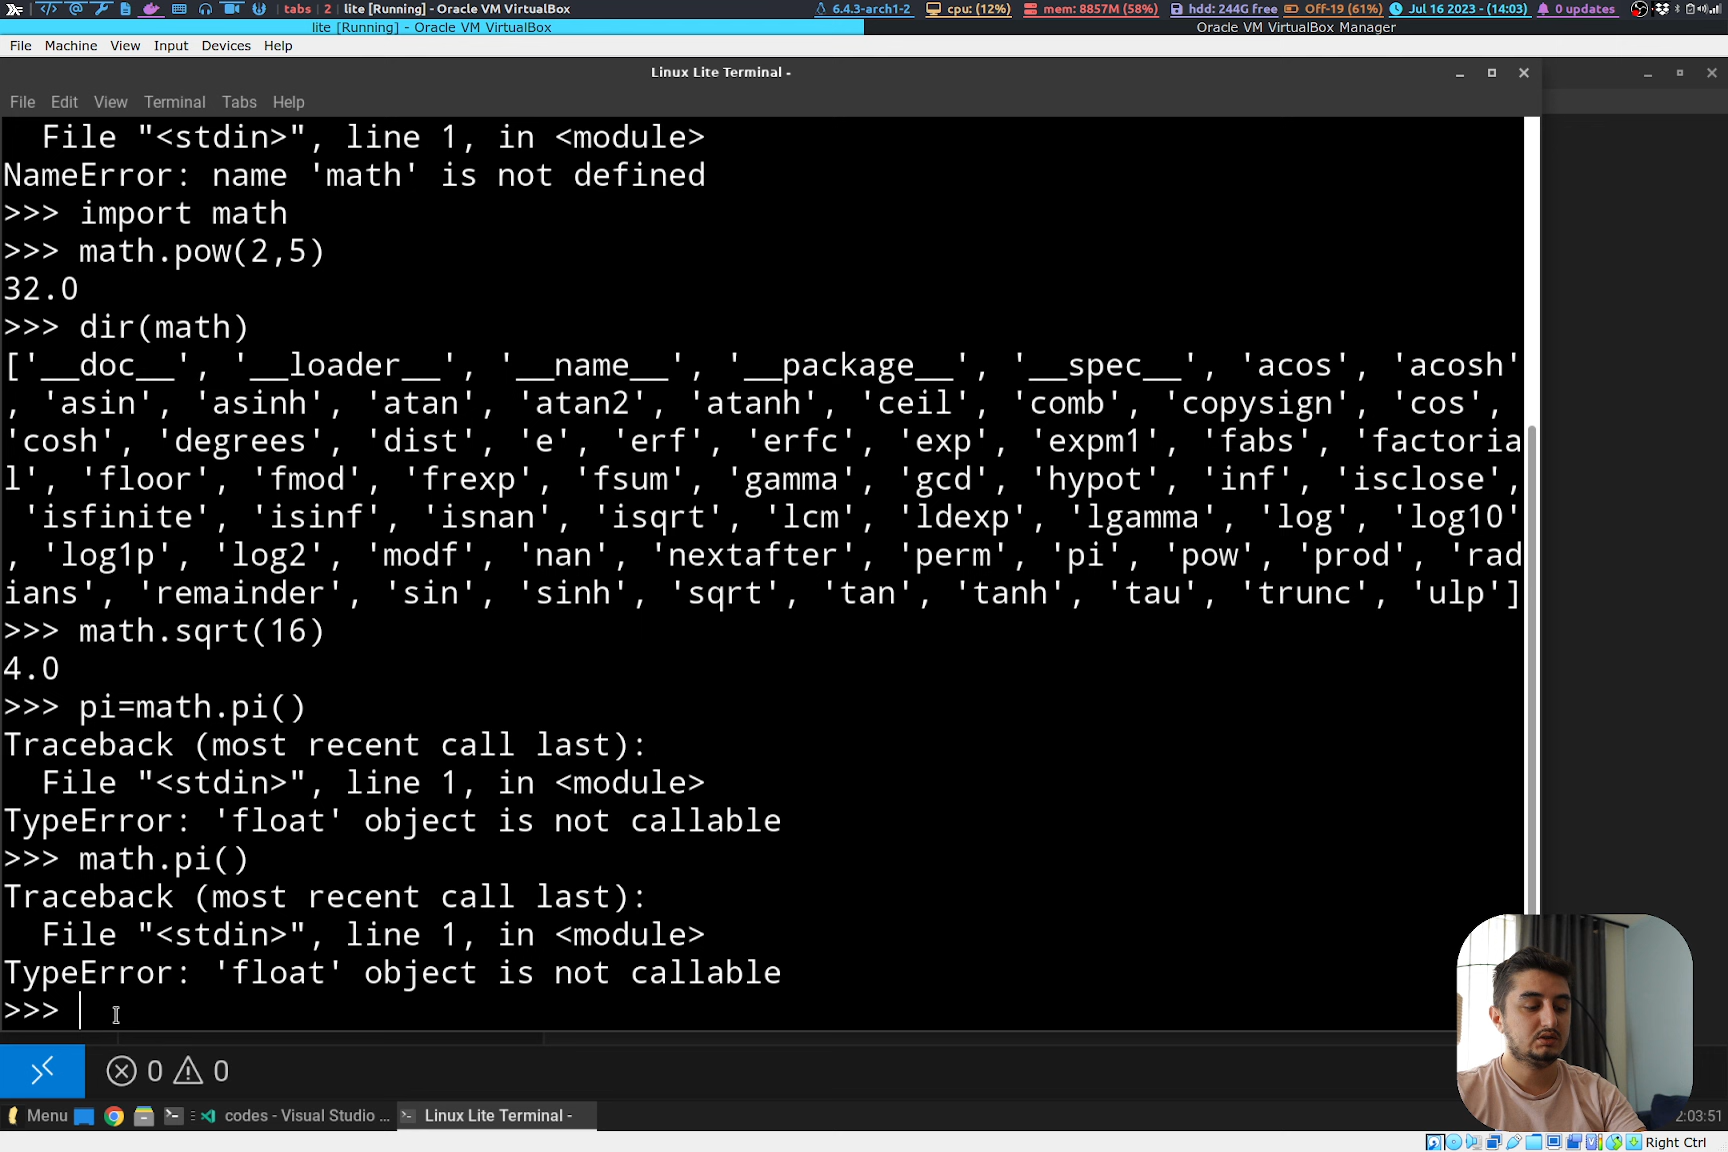 tabs 2 lite [Running] - Oracle VM VirtualBox 6.4.3-arch1-2 cpu: (12%) mem: 8857M (58%) hdd: 244G free Off-19 (61%) Jul 16 2023 - (14:03) 0 updates
lite [Running] - Oracle VM VirtualBox Oracle VM VirtualBox Manager
File Machine View Input Devices Help
Linux Lite Terminal -
File Edit View Terminal Tabs Help
File "<stdin>", line 1, in <module>
NameError: name 'math' is not defined
>>> import math
>>> math.pow(2,5)
32.0
>>> dir(math)
['__doc__', '__loader__', '__name__', '__package__', '__spec__', 'acos', 'acosh'
, 'asin', 'asinh', 'atan', 'atan2', 'atanh', 'ceil', 'comb', 'copysign', 'cos',
'cosh', 'degrees', 'dist', 'e', 'erf', 'erfc', 'exp', 'expm1', 'fabs', 'factoria
l', 'floor', 'fmod', 'frexp', 'fsum', 'gamma', 'gcd', 'hypot', 'inf', 'isclose',
'isfinite', 'isinf', 'isnan', 'isqrt', 'lcm', 'ldexp', 'lgamma', 'log', 'log10'
, 'log1p', 'log2', 'modf', 'nan', 'nextafter', 'perm', 'pi', 'pow', 'prod', 'rad
ians', 'remainder', 'sin', 'sinh', 'sqrt', 'tan', 'tanh', 'tau', 'trunc', 'ulp']
>>> math.sqrt(16)
4.0
>>> pi=math.pi()
Traceback (most recent call last):
File "<stdin>", line 1, in <module>
TypeError: 'float' object is not callable
>>> math.pi()
Traceback (most recent call last):
File "<stdin>", line 1, in <module>
TypeError: 'float' object is not callable
>>>
0 0
Menu codes - Visual Studio ... Linux Lite Terminal - 2:03:51
Right Ctrl